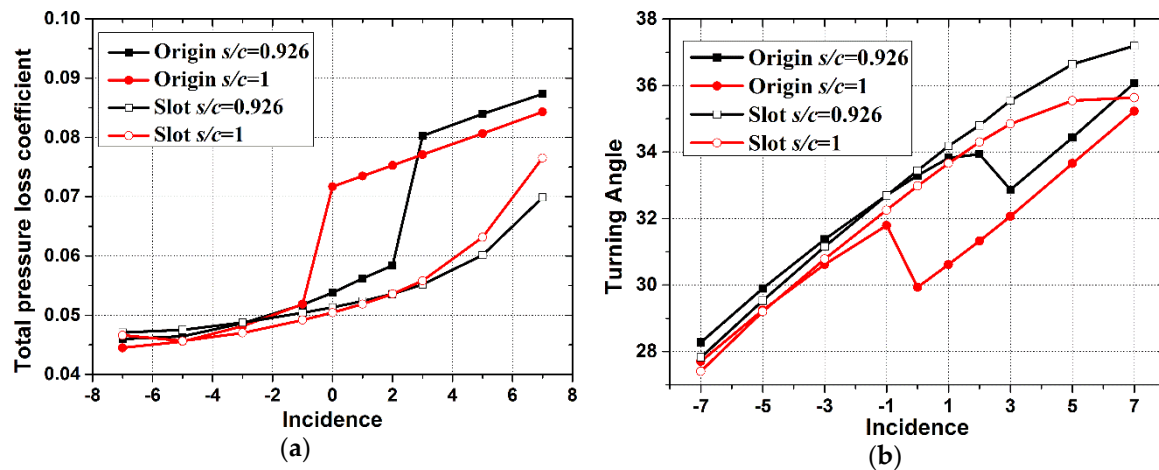 (a)
0.10
0.09
0.08
0.07
0.06
0.05
0.04
Total pressure loss coefficient
Origin s/c=0.926
Origin s/c=1
Slot s/c=0.926
Slot s/c=1
-8 -6 -4 -2 0 2 4 6 8
Incidence
(a)
38
36
34
32
30
28
Turning Angle
Origin s/c=0.926
Origin s/c=1
Slot s/c=0.926
Slot s/c=1
-7 -5 -3 -1 1 3 5 7
Incidence
(b)